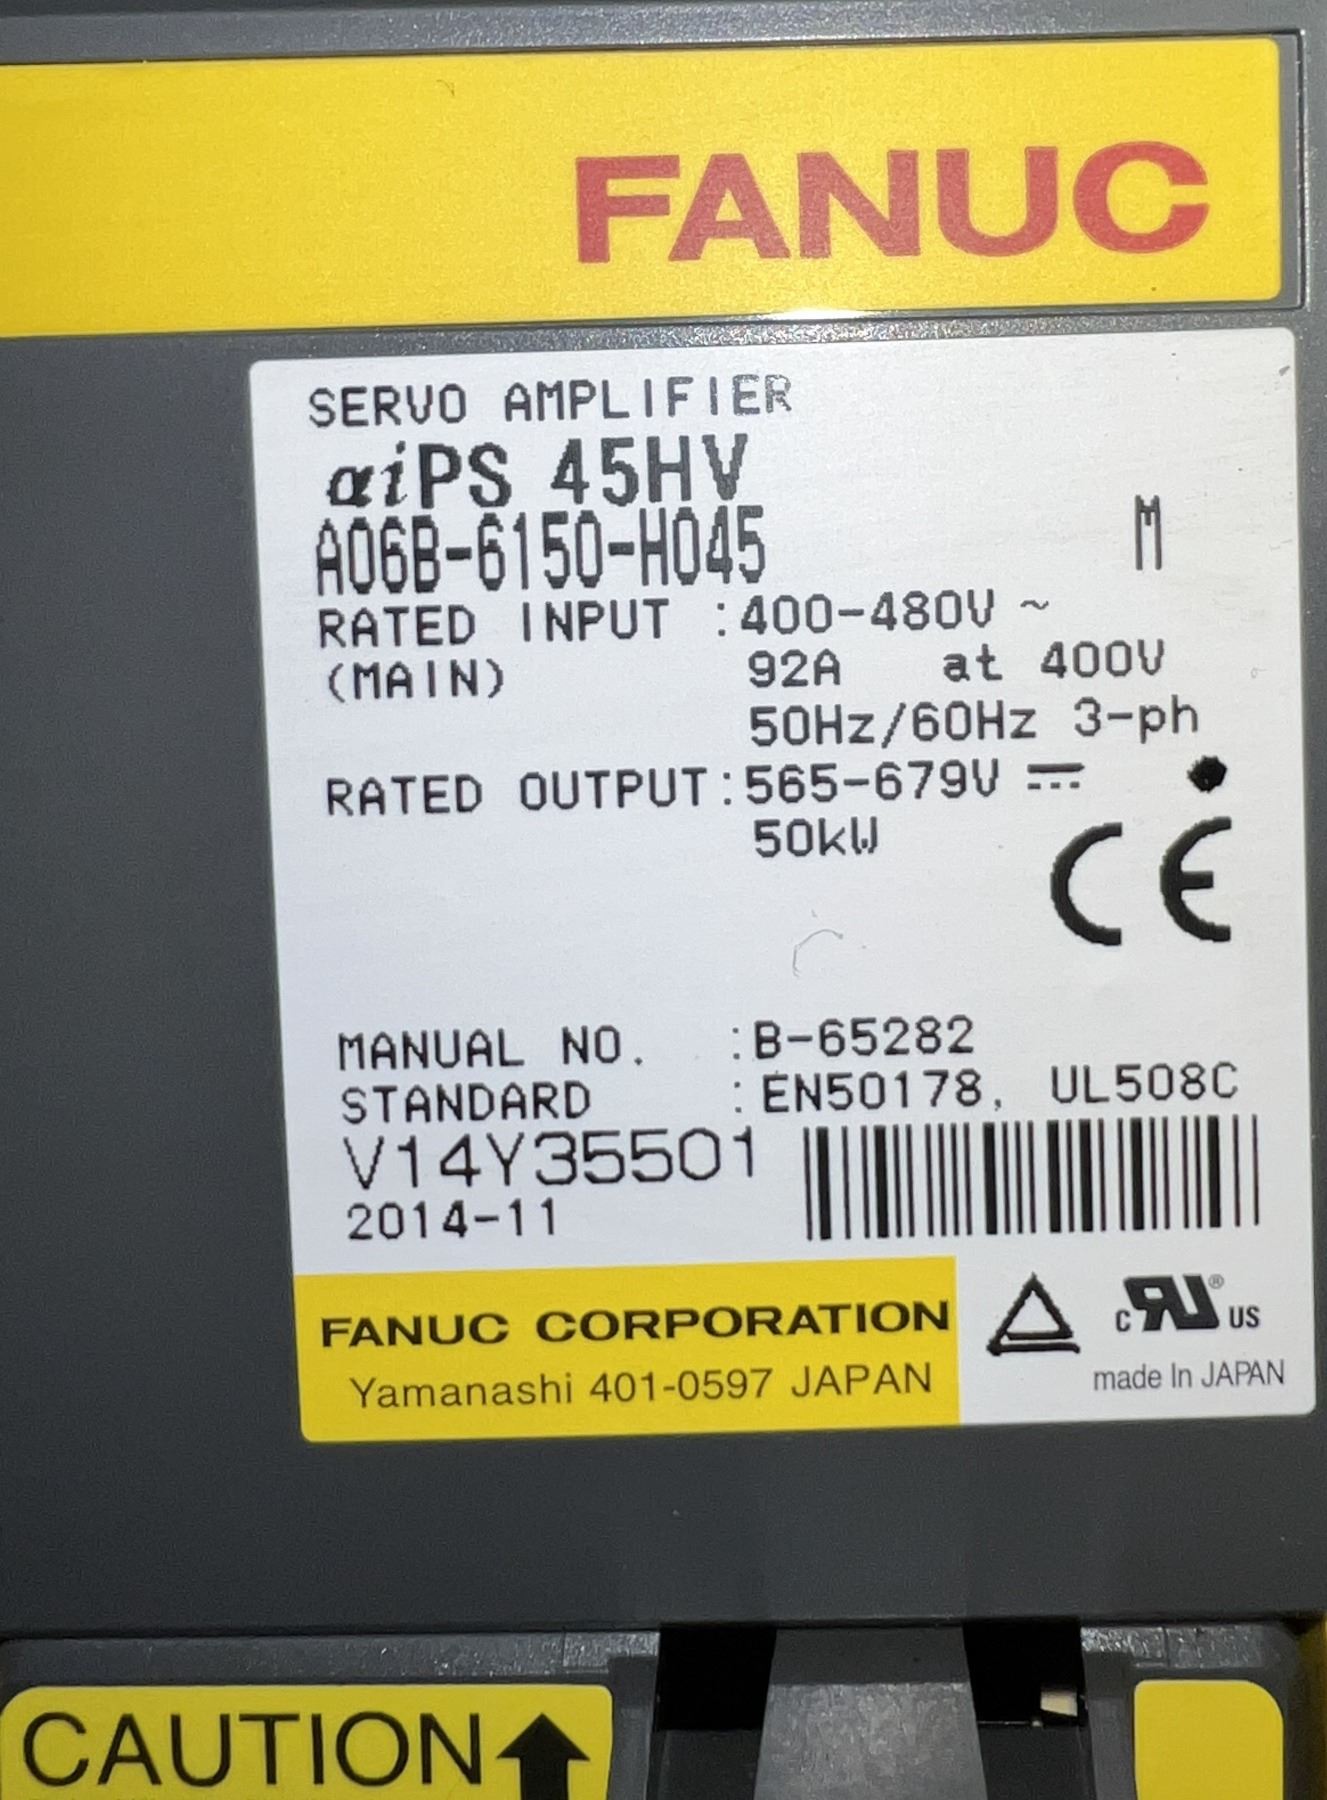 FANUC
SERVO AMPLIFIER
αiPS 45HV
A06B-6150-H045 M
RATED INPUT :400-480V ~
(MAIN) 92A at 400V
50Hz/60Hz 3-ph
RATED OUTPUT:565-679V ⎓
50kW
CE
MANUAL NO. :B-65282
STANDARD :EN50178, UL508C
V14Y35501
2014-11
FANUC CORPORATION
Yamanashi 401-0597 JAPAN
c RU ® US
made In JAPAN
CAUTION